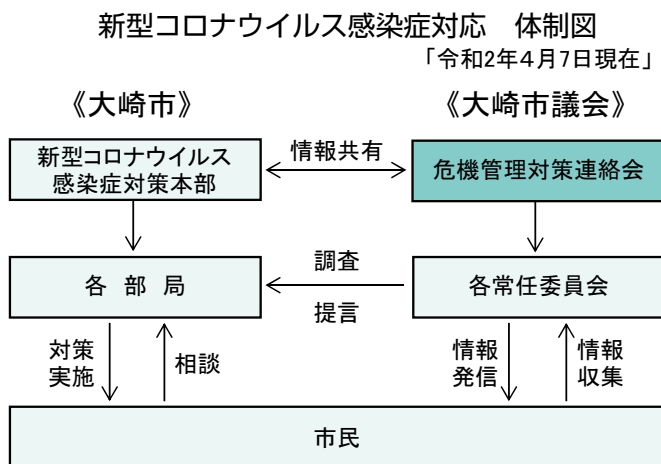 新型コロナウイルス感染症対応　体制図
「令和2年4月7日現在」
《大崎市》
《大崎市議会》
新型コロナウイルス
感染症対策本部
情報共有
危機管理対策連絡会
各 部 局
調査
提言
各常任委員会
対策
実施
相談
情報
発信
情報
収集
市民